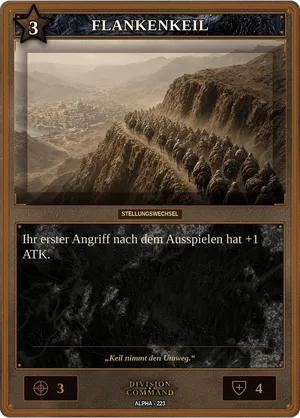 3
FLANKENKEIL
STELLUNGSWECHSEL
Ihr erster Angriff nach dem Ausspielen hat +1
ATK.
„Keil nimmt den Umweg.“
3
DIVISION
COMMAND
4
ALPHA - 223